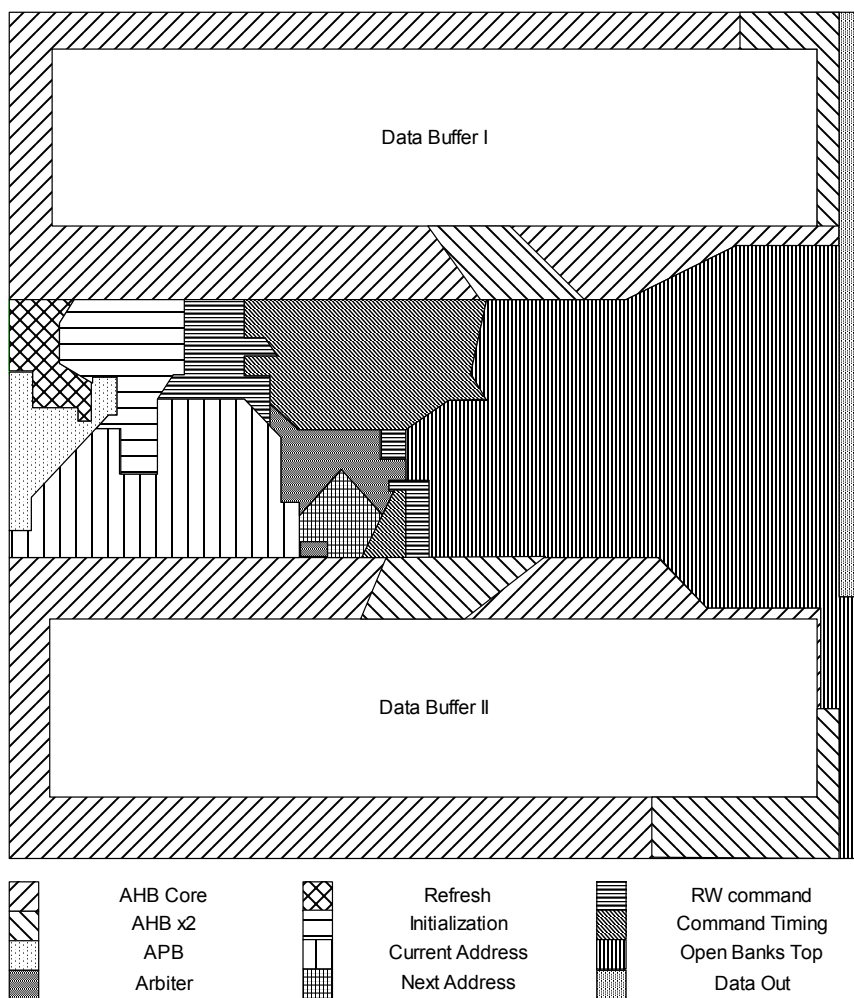 Data Buffer I
Data Buffer II
AHB Core Refresh RW command
AHB x2 Initialization Command Timing
APB Current Address Open Banks Top
Arbiter Next Address Data Out